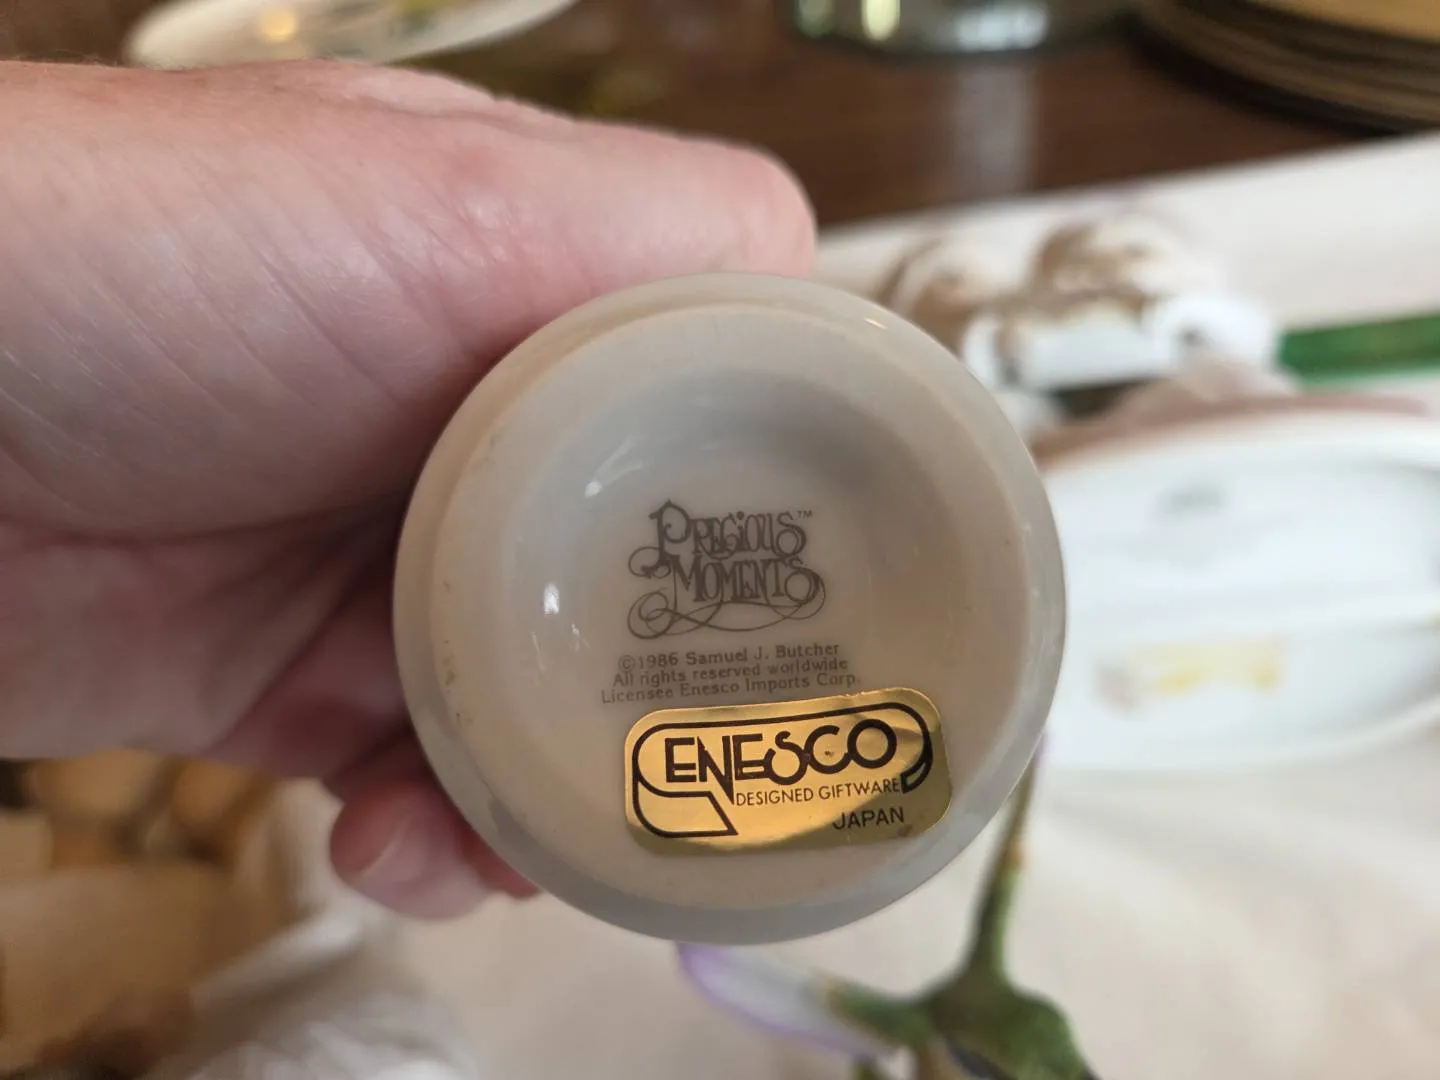 PRECIOUS™
MOMENTS
©1986 Samuel J. Butcher
All rights reserved worldwide
Licensee Enesco Imports Corp.
ENESCO
DESIGNED GIFTWARE
JAPAN